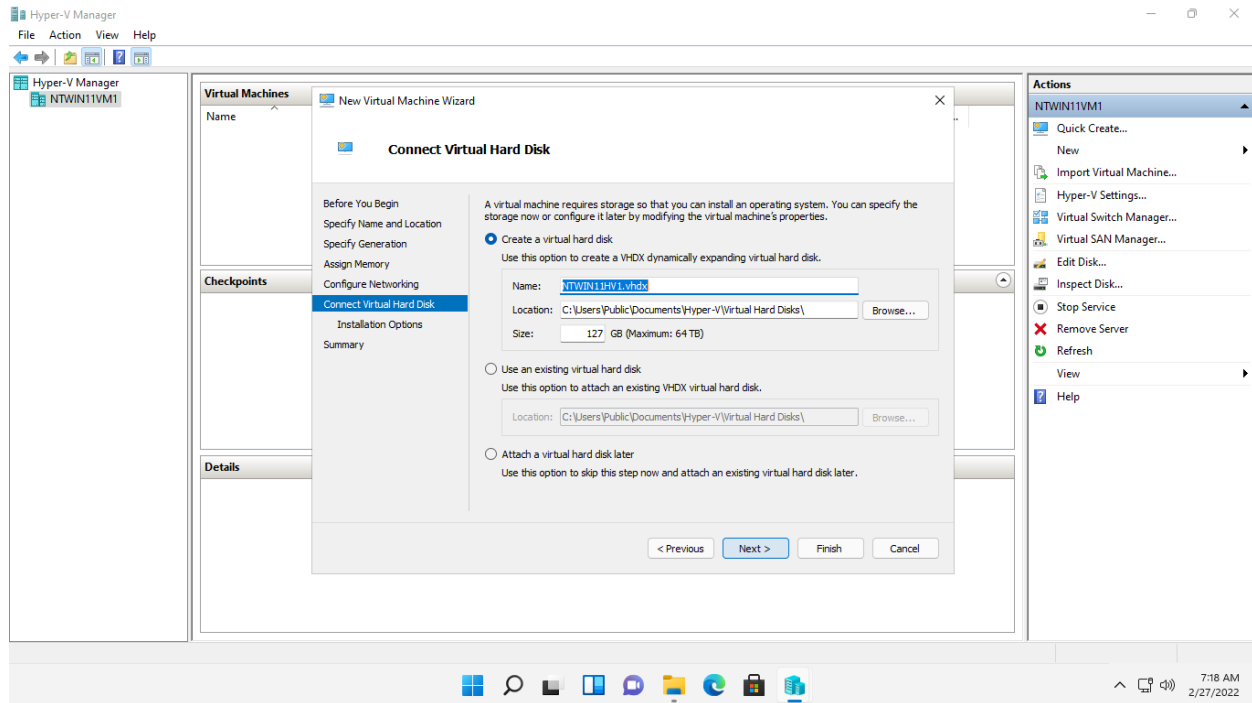 Hyper-V Manager
File Action View Help
Hyper-V Manager
NTWIN11VM1
Virtual Machines
Name
Checkpoints
Details
New Virtual Machine Wizard
Connect Virtual Hard Disk
Before You Begin
Specify Name and Location
Specify Generation
Assign Memory
Configure Networking
Connect Virtual Hard Disk
Installation Options
Summary
A virtual machine requires storage so that you can install an operating system. You can specify the
storage now or configure it later by modifying the virtual machine's properties.
Create a virtual hard disk
Use this option to create a VHDX dynamically expanding virtual hard disk.
Name: NTWIN11HV1.vhdx
Location: C:\Users\Public\Documents\Hyper-V\Virtual Hard Disks\ Browse...
Size: 127 GB (Maximum: 64 TB)
Use an existing virtual hard disk
Use this option to attach an existing VHDX virtual hard disk.
Location: C:\Users\Public\Documents\Hyper-V\Virtual Hard Disks\ Browse...
Attach a virtual hard disk later
Use this option to skip this step now and attach an existing virtual hard disk later.
< Previous Next > Finish Cancel
Actions
NTWIN11VM1
Quick Create...
New
Import Virtual Machine...
Hyper-V Settings...
Virtual Switch Manager...
Virtual SAN Manager...
Edit Disk...
Inspect Disk...
Stop Service
Remove Server
Refresh
View
Help
7:18 AM
2/27/2022